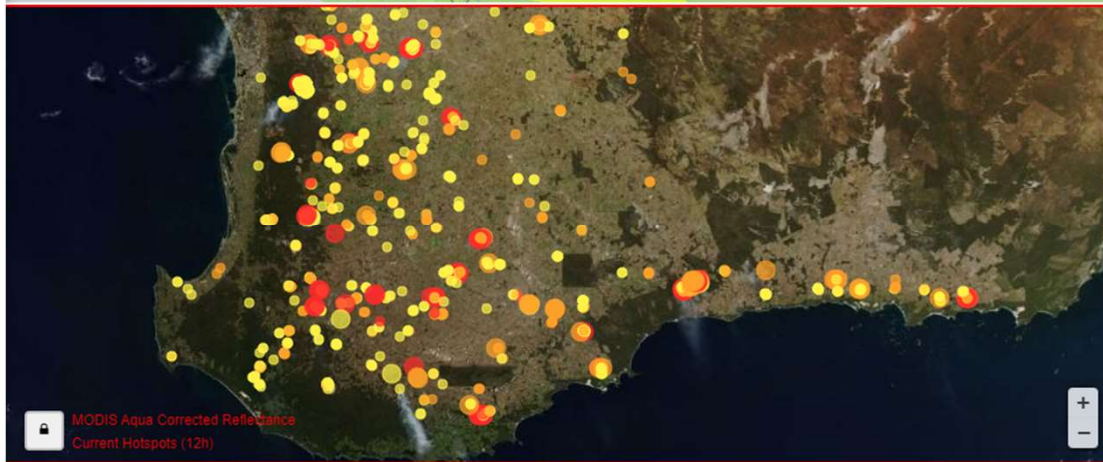 MODIS Aqua Corrected Reflectance
Current Hotspots (12h)
+
−